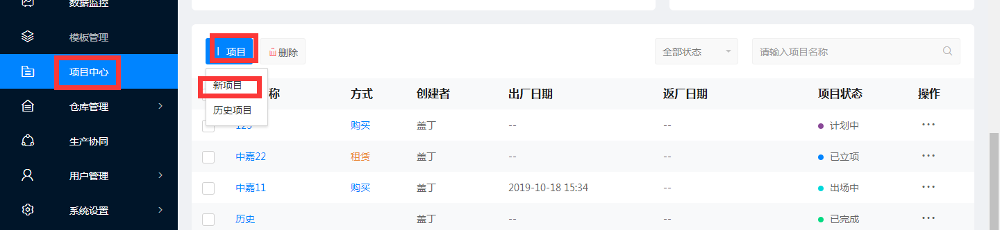 数据监控
模板管理
项目中心
仓库管理
生产协同
用户管理
系统设置
项目 删除 全部状态 请输入项目名称
新项目
历史项目
称 方式 创建者 出厂日期 返厂日期 项目状态 操作
购买 盖丁 -- -- 计划中 ···
中嘉22 租赁 盖丁 -- -- 已立项 ···
中嘉11 购买 盖丁 2019-10-18 15:34 -- 出场中 ···
历史 盖丁 -- -- 已完成 ···